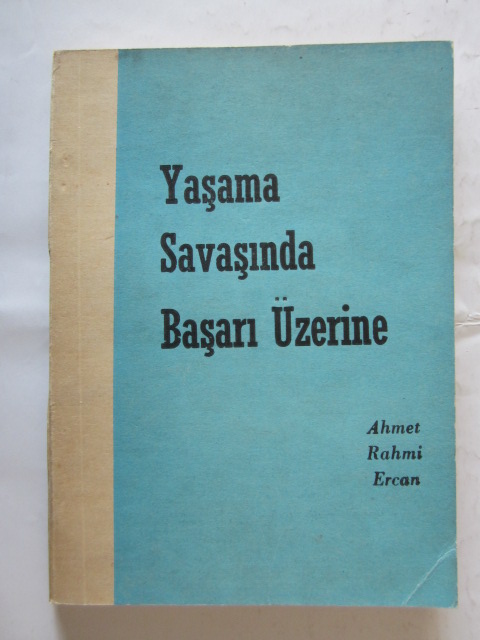 Yaşama
Savaşında
Başarı Üzerine
Ahmet
Rahmi
Ercan